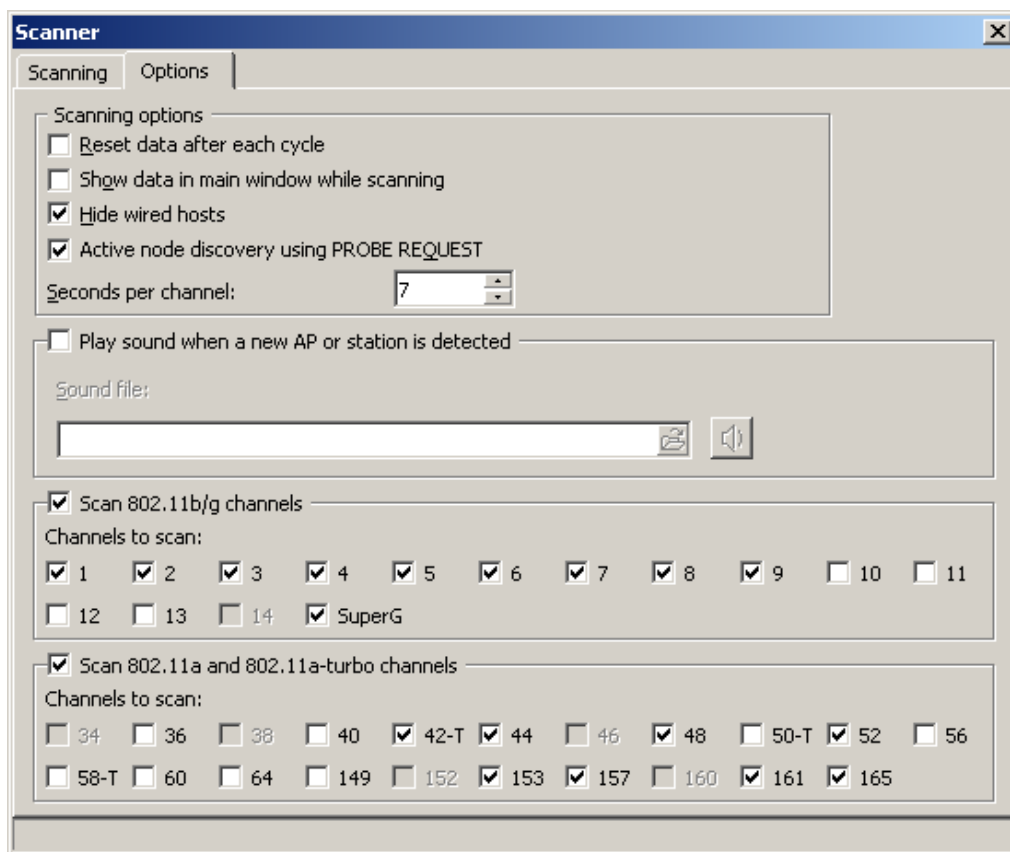 Scanner
Scanning Options
Scanning options
Reset data after each cycle
Show data in main window while scanning
Hide wired hosts
Active node discovery using PROBE REQUEST
Seconds per channel: 7
Play sound when a new AP or station is detected
Sound file:
Scan 802.11b/g channels
Channels to scan:
1 2 3 4 5 6 7 8 9 10 11
12 13 14 SuperG
Scan 802.11a and 802.11a-turbo channels
Channels to scan:
34 36 38 40 42-T 44 46 48 50-T 52 56
58-T 60 64 149 152 153 157 160 161 165